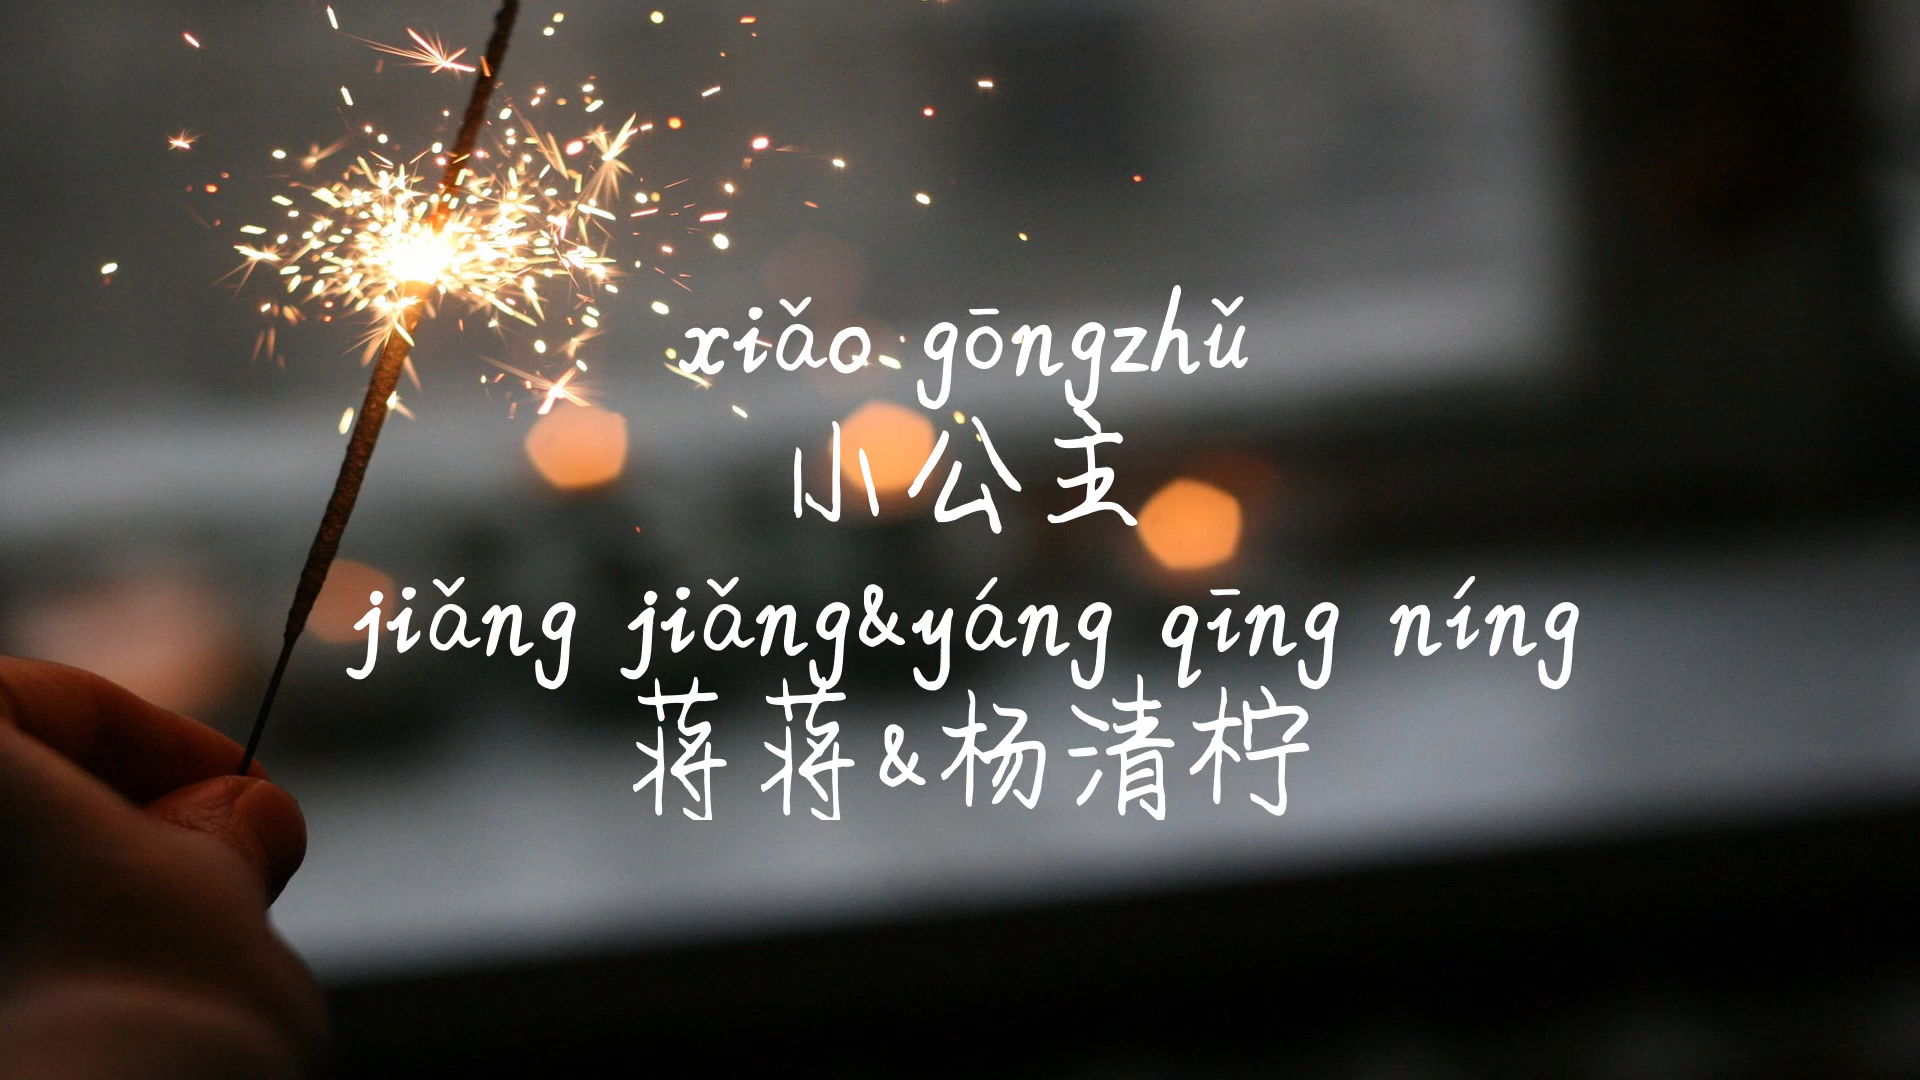 xiǎo gōngzhǔ
小公主
jiǎng jiǎng&yáng qīng níng
蒋蒋&杨清柠